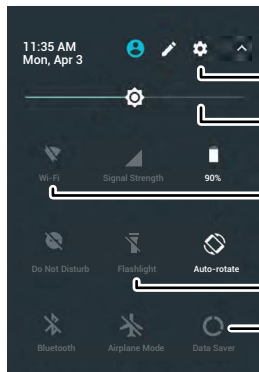 11:35 AM
Mon, Apr 3
Wi-Fi Signal Strength 90%
Do Not Disturb Flashlight Auto-rotate
Bluetooth Airplane Mode Data Saver